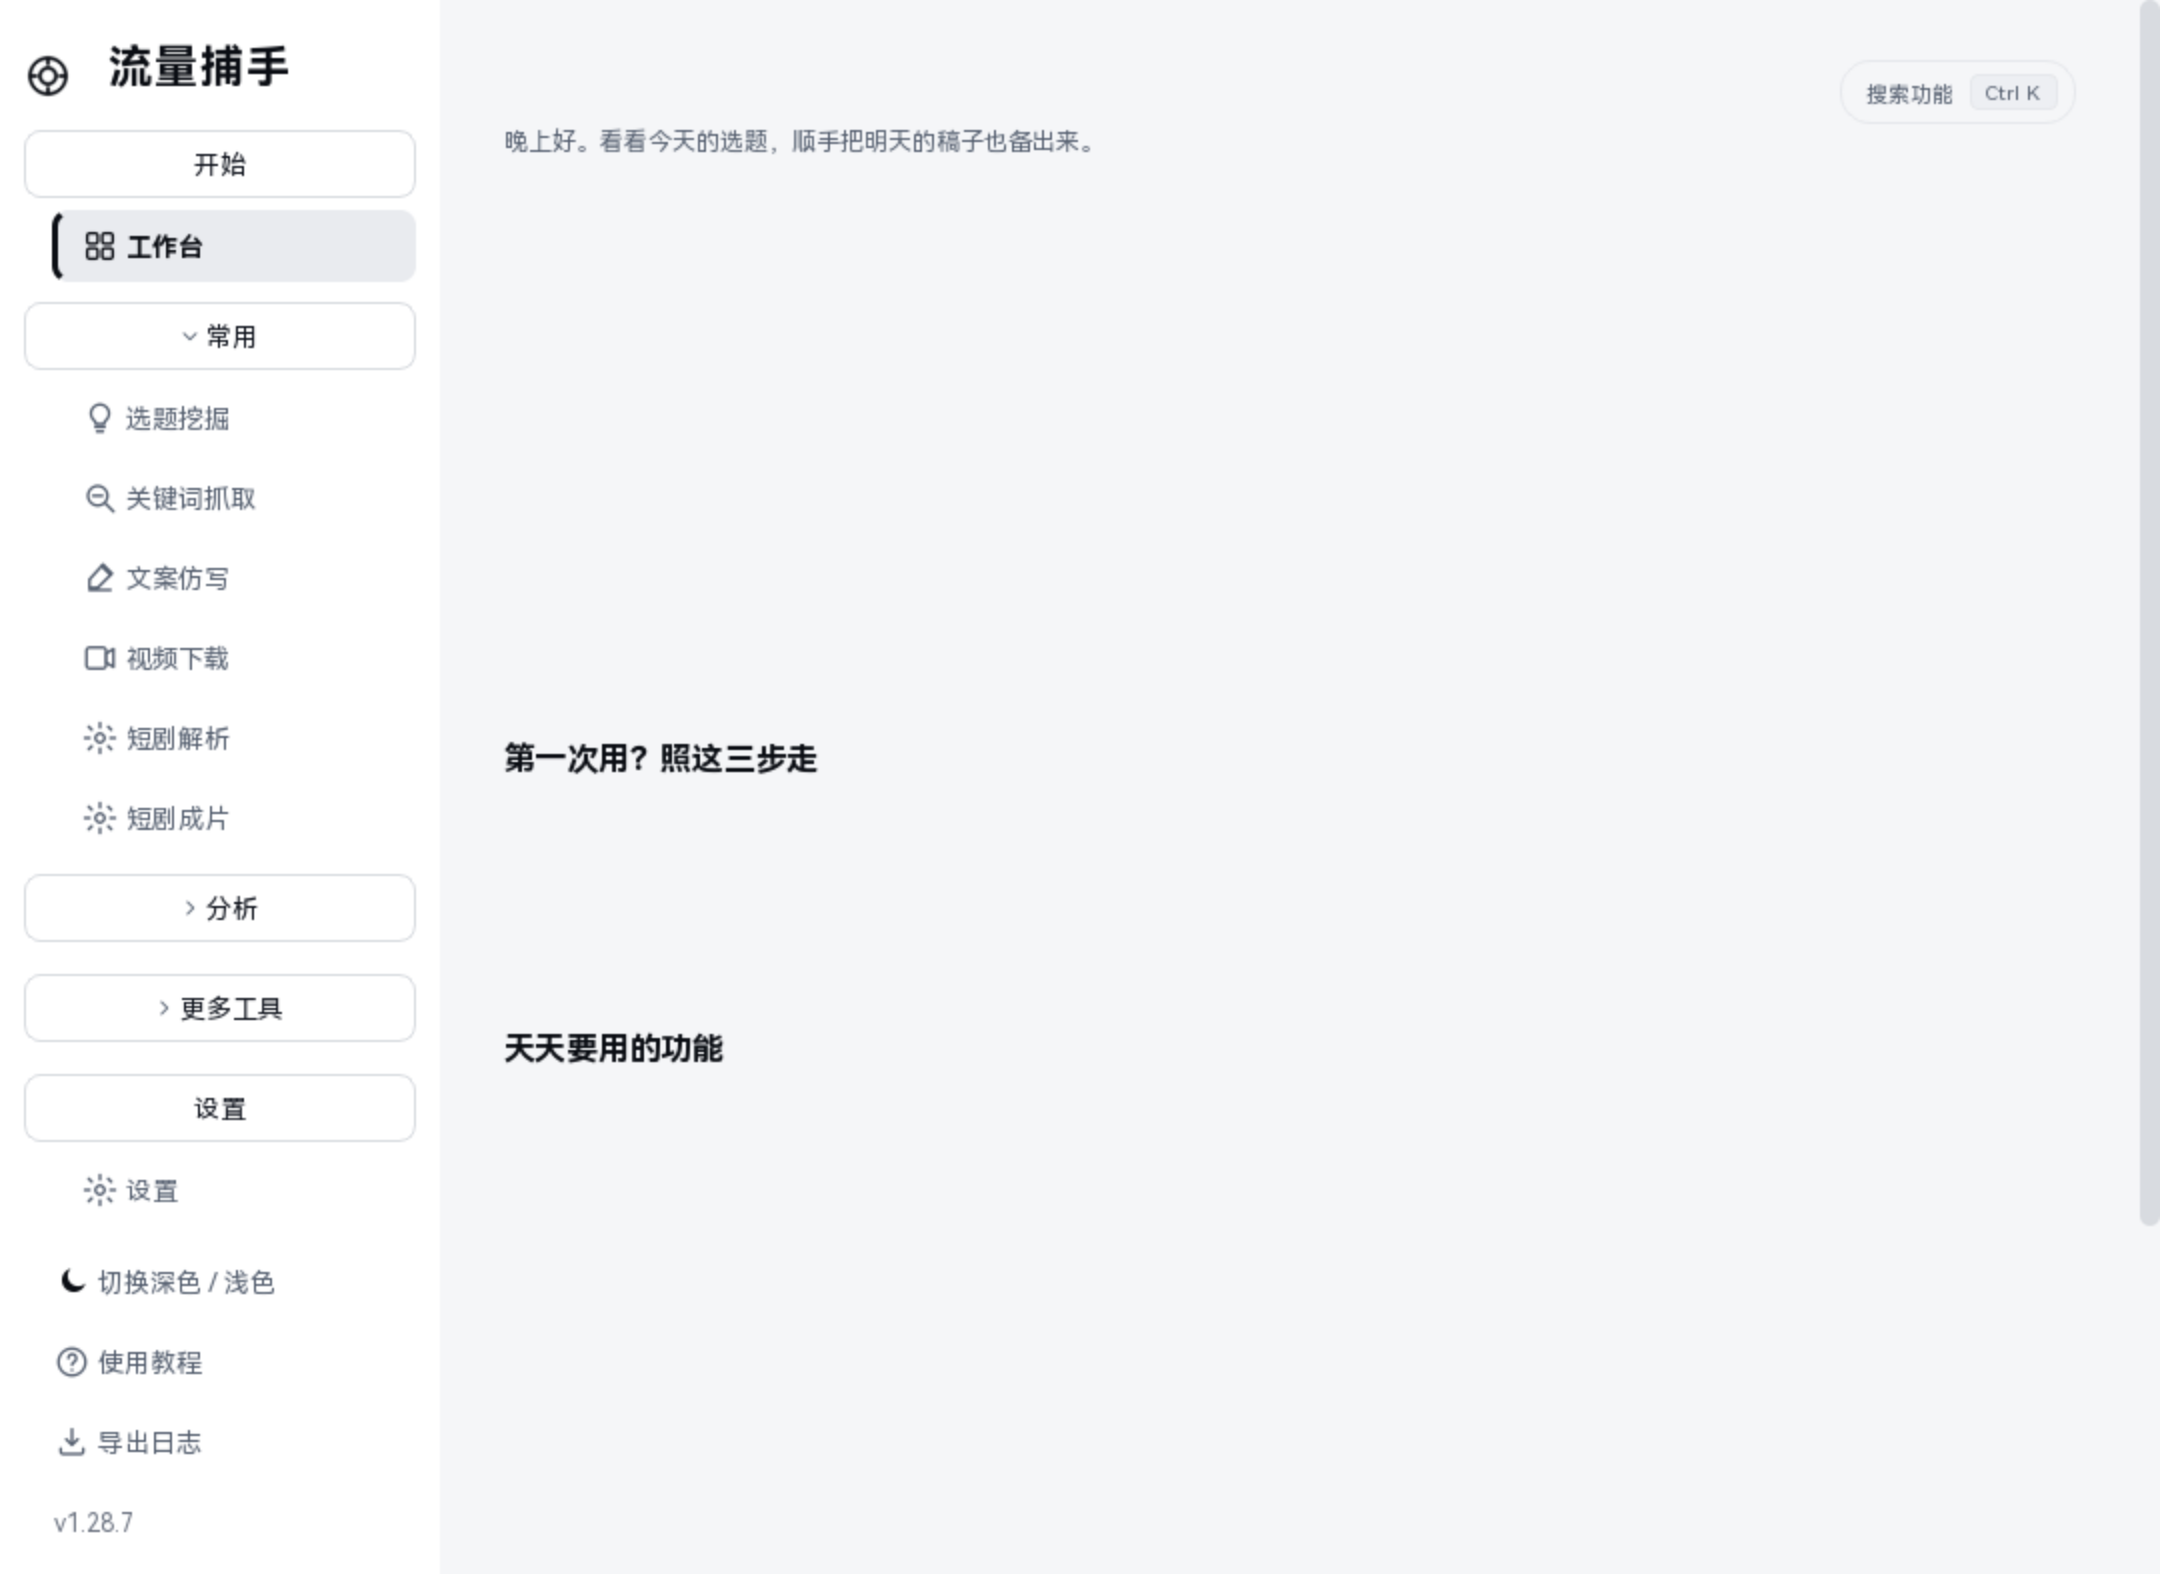 流量捕手
开始
工作台
常用
选题挖掘
关键词抓取
文案仿写
视频下载
短剧解析
短剧成片
分析
更多工具
设置
设置
切换深色 / 浅色
使用教程
导出日志
v1.28.7
搜索功能 Ctrl K
晚上好。看看今天的选题，顺手把明天的稿子也备出来。
第一次用？照这三步走
天天要用的功能